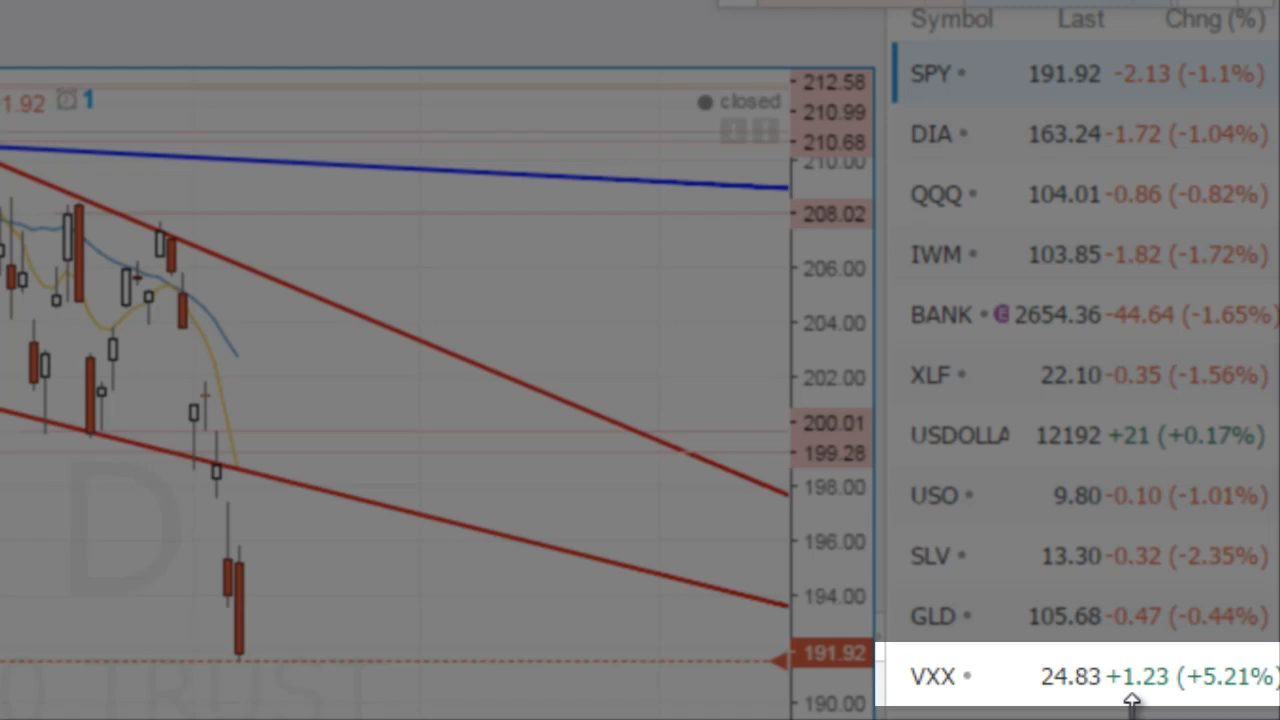 Symbol Last Chng (%)
1.92 1
closed
212.58
210.99
210.68
210.00
208.02
206.00
204.00
202.00
200.01
199.28
198.00
196.00
194.00
191.92
190.00
D
O TRUST
SPY 191.92 -2.13 (-1.1%)
DIA 163.24 -1.72 (-1.04%)
QQQ 104.01 -0.86 (-0.82%)
IWM 103.85 -1.82 (-1.72%)
BANK E 2654.36 -44.64 (-1.65%)
XLF 22.10 -0.35 (-1.56%)
USDOLLA 12192 +21 (+0.17%)
USO 9.80 -0.10 (-1.01%)
SLV 13.30 -0.32 (-2.35%)
GLD 105.68 -0.47 (-0.44%)
VXX 24.83 +1.23 (+5.21%)